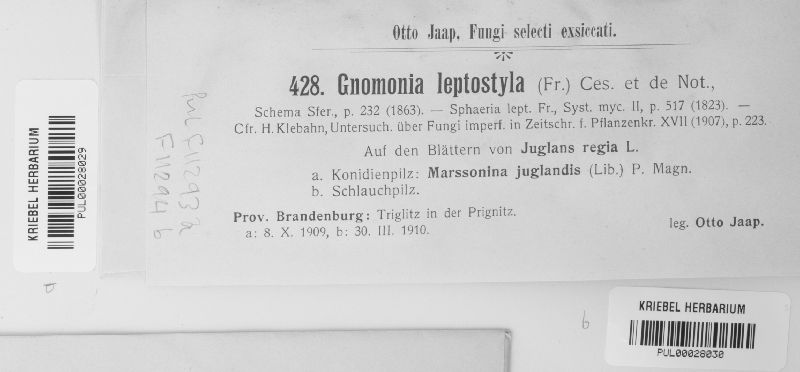 Otto Jaap, Fungi selecti exsiccati.
428. Gnomonia leptostyla (Fr.) Ces. et de Not.,
Schema Sfer., p. 232 (1863). — Sphaeria lept. Fr., Syst. myc. II, p. 517 (1823). —
Cfr. H. Klebahn, Untersuch. über Fungi imperf. in Zeitschr. f. Pflanzenkr. XVII (1907), p. 223.
Auf den Blättern von Juglans regia L.
a. Konidienpilz: Marssonina juglandis (Lib.) P. Magn.
b. Schlauchpilz.
Prov. Brandenburg: Triglitz in der Prignitz.
a: 8. X. 1909, b: 30. III. 1910.
leg. Otto Jaap.
PUL F11293 a
F11294 b
KRIEBEL HERBARIUM
PUL00028029
b
b
KRIEBEL HERBARIUM
PUL00028030